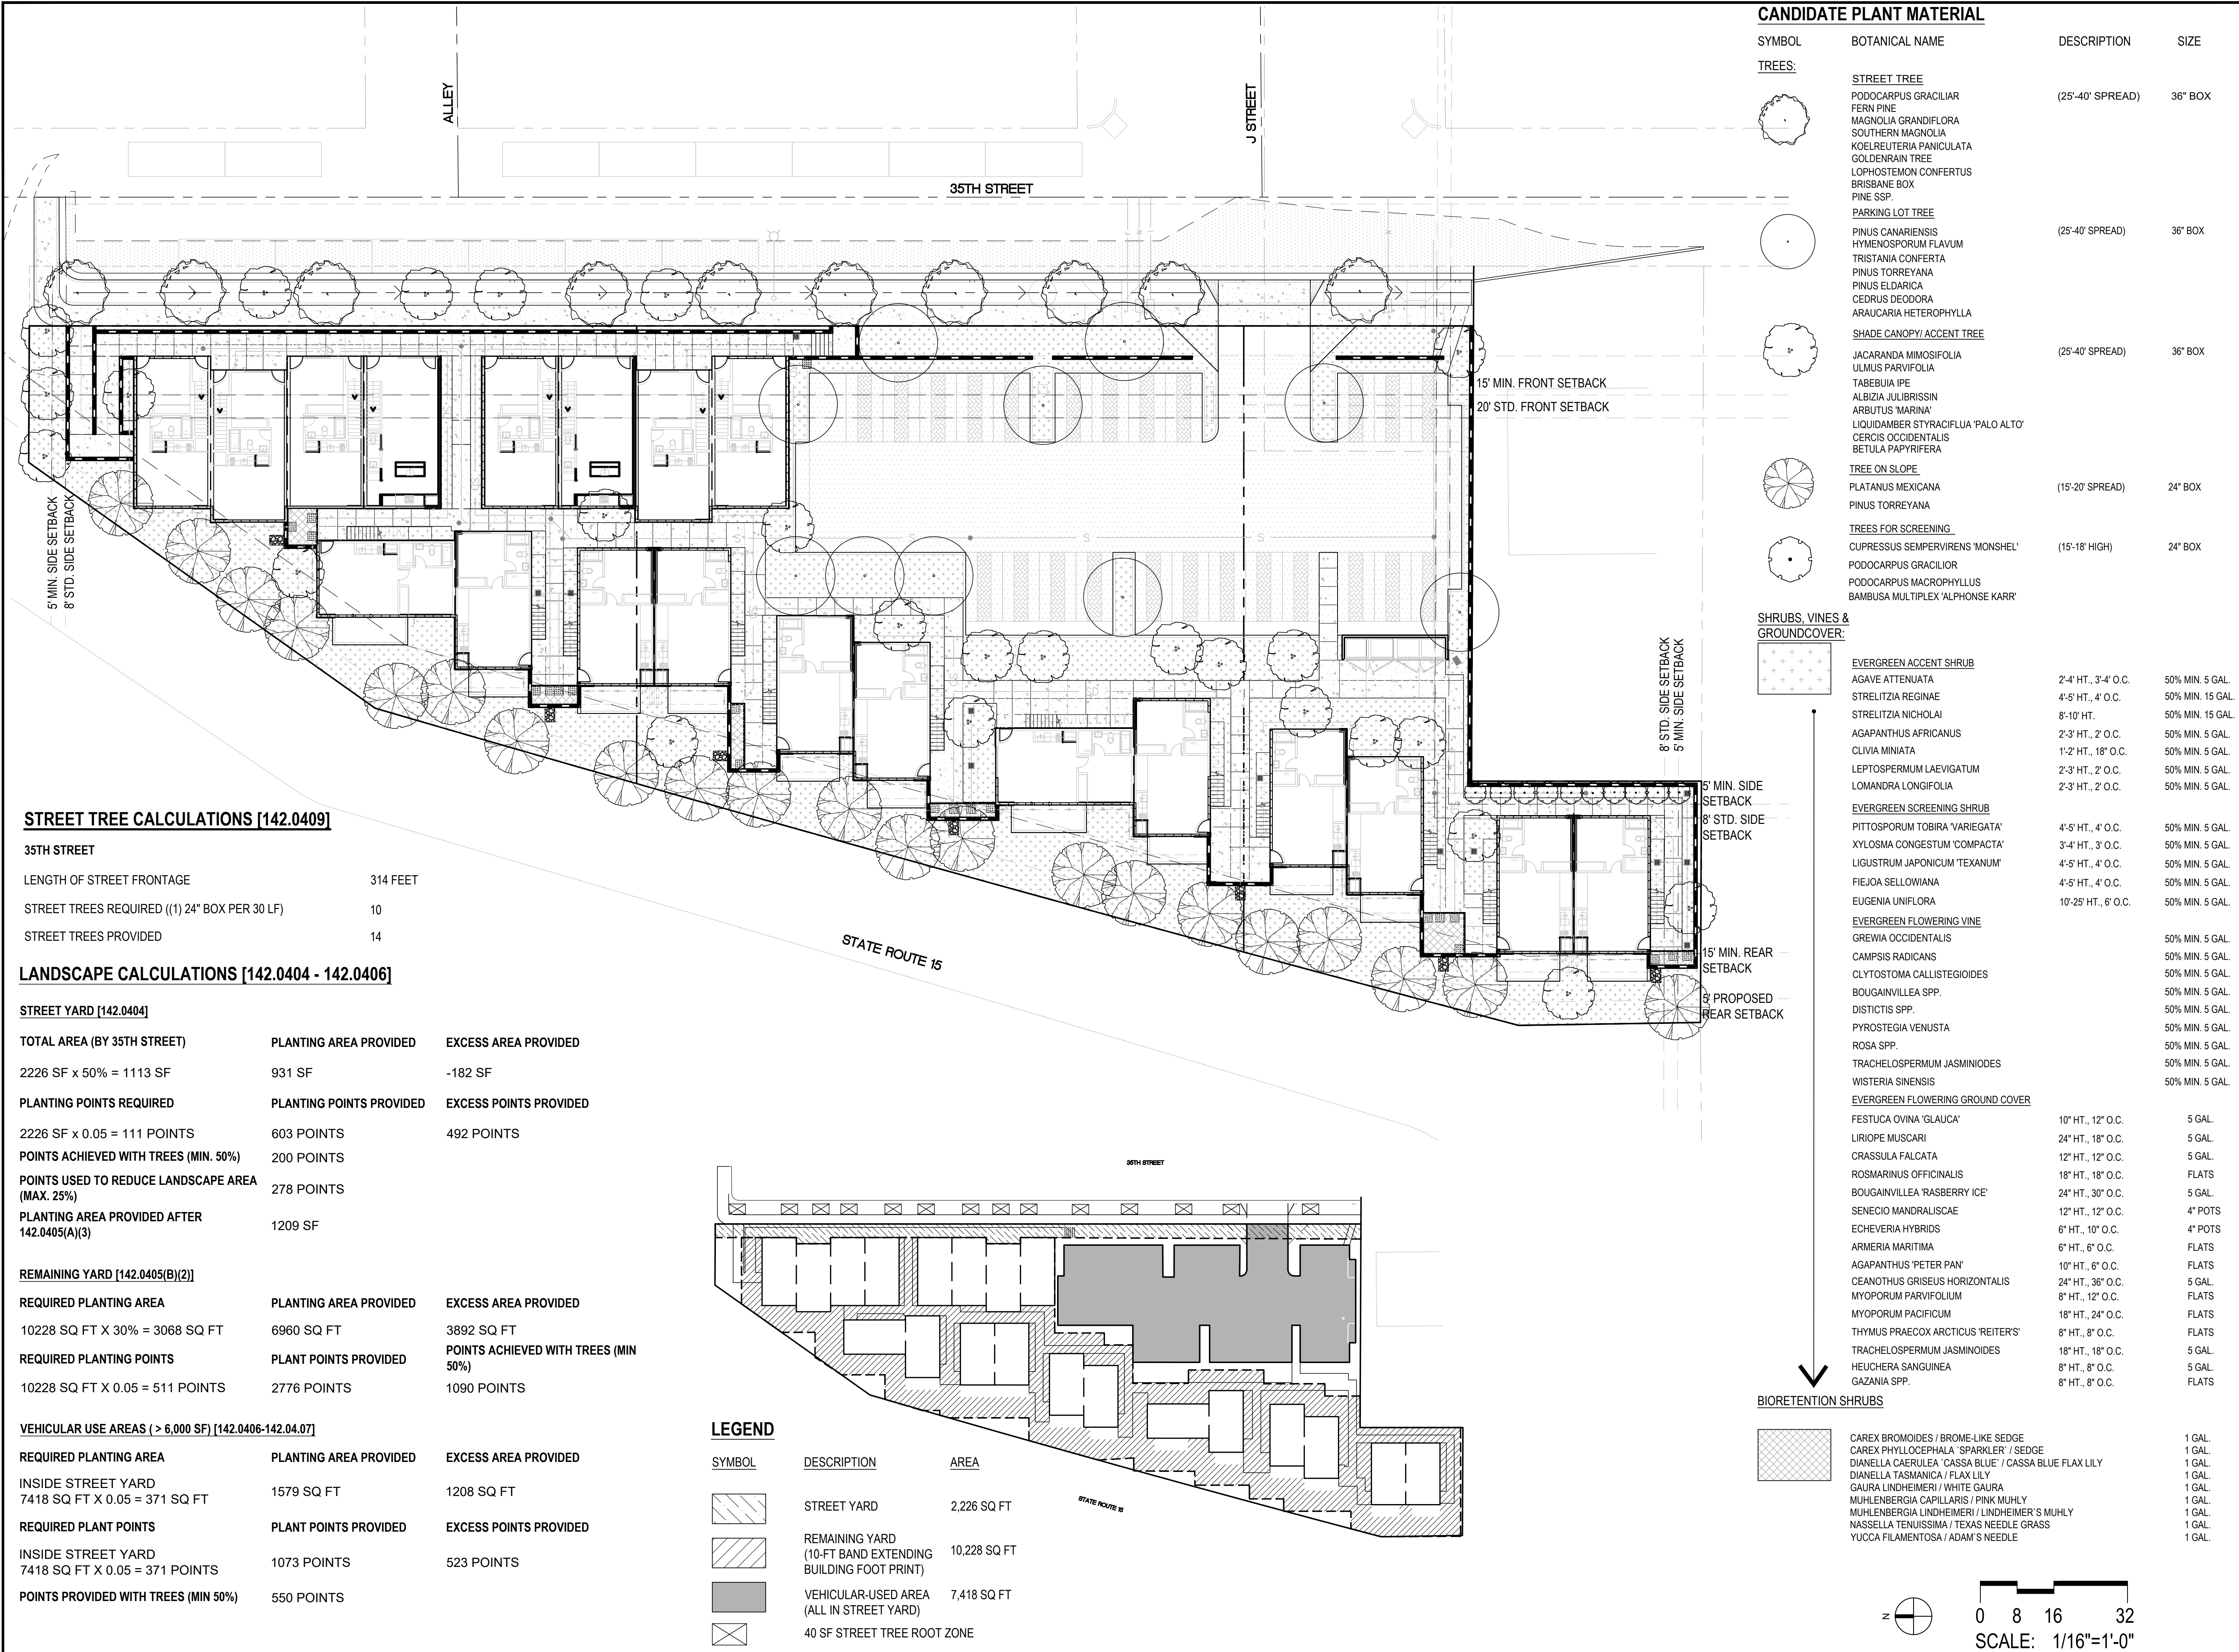 ALLEY
J STREET
35TH STREET
15' MIN. FRONT SETBACK
20' STD. FRONT SETBACK
5' MIN. SIDE SETBACK
8' STD. SIDE SETBACK
8' STD. SIDE SETBACK
5' MIN. SIDE SETBACK
5' MIN. SIDE
SETBACK
8' STD. SIDE
SETBACK
15' MIN. REAR
SETBACK
5' PROPOSED
REAR SETBACK
STATE ROUTE 15
STREET TREE CALCULATIONS [142.0409]
35TH STREET
LENGTH OF STREET FRONTAGE 314 FEET
STREET TREES REQUIRED ((1) 24" BOX PER 30 LF) 10
STREET TREES PROVIDED 14
LANDSCAPE CALCULATIONS [142.0404 - 142.0406]
STREET YARD [142.0404]
TOTAL AREA (BY 35TH STREET) PLANTING AREA PROVIDED EXCESS AREA PROVIDED
2226 SF x 50% = 1113 SF 931 SF -182 SF
PLANTING POINTS REQUIRED PLANTING POINTS PROVIDED EXCESS POINTS PROVIDED
2226 SF x 0.05 = 111 POINTS 603 POINTS 492 POINTS
POINTS ACHIEVED WITH TREES (MIN. 50%) 200 POINTS
POINTS USED TO REDUCE LANDSCAPE AREA
(MAX. 25%) 278 POINTS
PLANTING AREA PROVIDED AFTER
142.0405(A)(3) 1209 SF
REMAINING YARD [142.0405(B)(2)]
REQUIRED PLANTING AREA PLANTING AREA PROVIDED EXCESS AREA PROVIDED
10228 SQ FT X 30% = 3068 SQ FT 6960 SQ FT 3892 SQ FT
REQUIRED PLANTING POINTS PLANT POINTS PROVIDED POINTS ACHIEVED WITH TREES (MIN
50%)
10228 SQ FT X 0.05 = 511 POINTS 2776 POINTS 1090 POINTS
VEHICULAR USE AREAS ( > 6,000 SF) [142.0406-142.04.07]
REQUIRED PLANTING AREA PLANTING AREA PROVIDED EXCESS AREA PROVIDED
INSIDE STREET YARD
7418 SQ FT X 0.05 = 371 SQ FT 1579 SQ FT 1208 SQ FT
REQUIRED PLANT POINTS PLANT POINTS PROVIDED EXCESS POINTS PROVIDED
INSIDE STREET YARD
7418 SQ FT X 0.05 = 371 POINTS 1073 POINTS 523 POINTS
POINTS PROVIDED WITH TREES (MIN 50%) 550 POINTS
35TH STREET
STATE ROUTE 15
LEGEND
SYMBOL DESCRIPTION AREA
STREET YARD 2,226 SQ FT
REMAINING YARD
(10-FT BAND EXTENDING
BUILDING FOOT PRINT) 10,228 SQ FT
VEHICULAR-USED AREA
(ALL IN STREET YARD) 7,418 SQ FT
40 SF STREET TREE ROOT ZONE
CANDIDATE PLANT MATERIAL
SYMBOL BOTANICAL NAME DESCRIPTION SIZE
TREES:
STREET TREE
PODOCARPUS GRACILIAR (25'-40' SPREAD) 36" BOX
FERN PINE
MAGNOLIA GRANDIFLORA
SOUTHERN MAGNOLIA
KOELREUTERIA PANICULATA
GOLDENRAIN TREE
LOPHOSTEMON CONFERTUS
BRISBANE BOX
PINE SSP.
PARKING LOT TREE
PINUS CANARIENSIS (25'-40' SPREAD) 36" BOX
HYMENOSPORUM FLAVUM
TRISTANIA CONFERTA
PINUS TORREYANA
PINUS ELDARICA
CEDRUS DEODORA
ARAUCARIA HETEROPHYLLA
SHADE CANOPY/ ACCENT TREE
JACARANDA MIMOSIFOLIA (25'-40' SPREAD) 36" BOX
ULMUS PARVIFOLIA
TABEBUIA IPE
ALBIZIA JULIBRISSIN
ARBUTUS 'MARINA'
LIQUIDAMBER STYRACIFLUA 'PALO ALTO'
CERCIS OCCIDENTALIS
BETULA PAPYRIFERA
TREE ON SLOPE
PLATANUS MEXICANA (15'-20' SPREAD) 24" BOX
PINUS TORREYANA
TREES FOR SCREENING
CUPRESSUS SEMPERVIRENS 'MONSHEL' (15'-18' HIGH) 24" BOX
PODOCARPUS GRACILIOR
PODOCARPUS MACROPHYLLUS
BAMBUSA MULTIPLEX 'ALPHONSE KARR'
SHRUBS, VINES &
GROUNDCOVER:
EVERGREEN ACCENT SHRUB
AGAVE ATTENUATA 2'-4' HT., 3'-4' O.C. 50% MIN. 5 GAL.
STRELITZIA REGINAE 4'-5' HT., 4' O.C. 50% MIN. 15 GAL.
STRELITZIA NICHOLAI 8'-10' HT. 50% MIN. 15 GAL.
AGAPANTHUS AFRICANUS 2'-3' HT., 2' O.C. 50% MIN. 5 GAL.
CLIVIA MINIATA 1'-2' HT., 18" O.C. 50% MIN. 5 GAL.
LEPTOSPERMUM LAEVIGATUM 2'-3' HT., 2' O.C. 50% MIN. 5 GAL.
LOMANDRA LONGIFOLIA 2'-3' HT., 2' O.C. 50% MIN. 5 GAL.
EVERGREEN SCREENING SHRUB
PITTOSPORUM TOBIRA 'VARIEGATA' 4'-5' HT., 4' O.C. 50% MIN. 5 GAL.
XYLOSMA CONGESTUM 'COMPACTA' 3'-4' HT., 3' O.C. 50% MIN. 5 GAL.
LIGUSTRUM JAPONICUM 'TEXANUM' 4'-5' HT., 4' O.C. 50% MIN. 5 GAL.
FIEJOA SELLOWIANA 4'-5' HT., 4' O.C. 50% MIN. 5 GAL.
EUGENIA UNIFLORA 10'-25' HT., 6' O.C. 50% MIN. 5 GAL.
EVERGREEN FLOWERING VINE
GREWIA OCCIDENTALIS 50% MIN. 5 GAL.
CAMPSIS RADICANS 50% MIN. 5 GAL.
CLYTOSTOMA CALLISTEGIOIDES 50% MIN. 5 GAL.
BOUGAINVILLEA SPP. 50% MIN. 5 GAL.
DISTICTIS SPP. 50% MIN. 5 GAL.
PYROSTEGIA VENUSTA 50% MIN. 5 GAL.
ROSA SPP. 50% MIN. 5 GAL.
TRACHELOSPERMUM JASMINIODES 50% MIN. 5 GAL.
WISTERIA SINENSIS 50% MIN. 5 GAL.
EVERGREEN FLOWERING GROUND COVER
FESTUCA OVINA 'GLAUCA' 10" HT., 12" O.C. 5 GAL.
LIRIOPE MUSCARI 24" HT., 18" O.C. 5 GAL.
CRASSULA FALCATA 12" HT., 12" O.C. 5 GAL.
ROSMARINUS OFFICINALIS 18" HT., 18" O.C. FLATS
BOUGAINVILLEA 'RASBERRY ICE' 24" HT., 30" O.C. 5 GAL.
SENECIO MANDRALISCAE 12" HT., 12" O.C. 4" POTS
ECHEVERIA HYBRIDS 6" HT., 10" O.C. 4" POTS
ARMERIA MARITIMA 6" HT., 6" O.C. FLATS
AGAPANTHUS 'PETER PAN' 10" HT., 6" O.C. FLATS
CEANOTHUS GRISEUS HORIZONTALIS 24" HT., 36" O.C. 5 GAL.
MYOPORUM PARVIFOLIUM 8" HT., 12" O.C. FLATS
MYOPORUM PACIFICUM 18" HT., 24" O.C. FLATS
THYMUS PRAECOX ARCTICUS 'REITER'S' 8" HT., 8" O.C. FLATS
TRACHELOSPERMUM JASMINOIDES 18" HT., 18" O.C. 5 GAL.
HEUCHERA SANGUINEA 8" HT., 8" O.C. 5 GAL.
GAZANIA SPP. 8" HT., 8" O.C. FLATS
BIORETENTION SHRUBS
CAREX BROMOIDES / BROME-LIKE SEDGE 1 GAL.
CAREX PHYLLOCEPHALA `SPARKLER` / SEDGE 1 GAL.
DIANELLA CAERULEA `CASSA BLUE` / CASSA BLUE FLAX LILY 1 GAL.
DIANELLA TASMANICA / FLAX LILY 1 GAL.
GAURA LINDHEIMERI / WHITE GAURA 1 GAL.
MUHLENBERGIA CAPILLARIS / PINK MUHLY 1 GAL.
MUHLENBERGIA LINDHEIMERI / LINDHEIMER`S MUHLY 1 GAL.
NASSELLA TENUISSIMA / TEXAS NEEDLE GRASS 1 GAL.
YUCCA FILAMENTOSA / ADAM`S NEEDLE 1 GAL.
N
0 8 16 32
SCALE: 1/16"=1'-0"